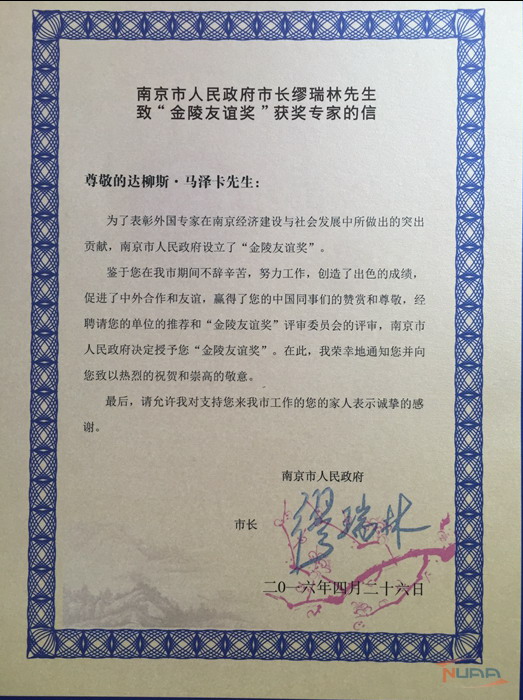 南京市人民政府市长缪瑞林先生
致“金陵友谊奖”获奖专家的信
尊敬的达柳斯·马泽卡先生：
为了表彰外国专家在南京经济建设与社会发展中所做出的突出
贡献，南京市人民政府设立了“金陵友谊奖”。
鉴于您在我市期间不辞辛苦，努力工作，创造了出色的成绩，
促进了中外合作和友谊，赢得了您的中国同事们的赞赏和尊敬，经
聘请您的单位的推荐和“金陵友谊奖”评审委员会的评审，南京市
人民政府决定授予您“金陵友谊奖”。在此，我荣幸地通知您并向
您致以热烈的祝贺和崇高的敬意。
最后，请允许我对支持您来我市工作的您的家人表示诚挚的感
谢。
南京市人民政府
市长 缪瑞林
二〇一六年四月二十六日
NUAA